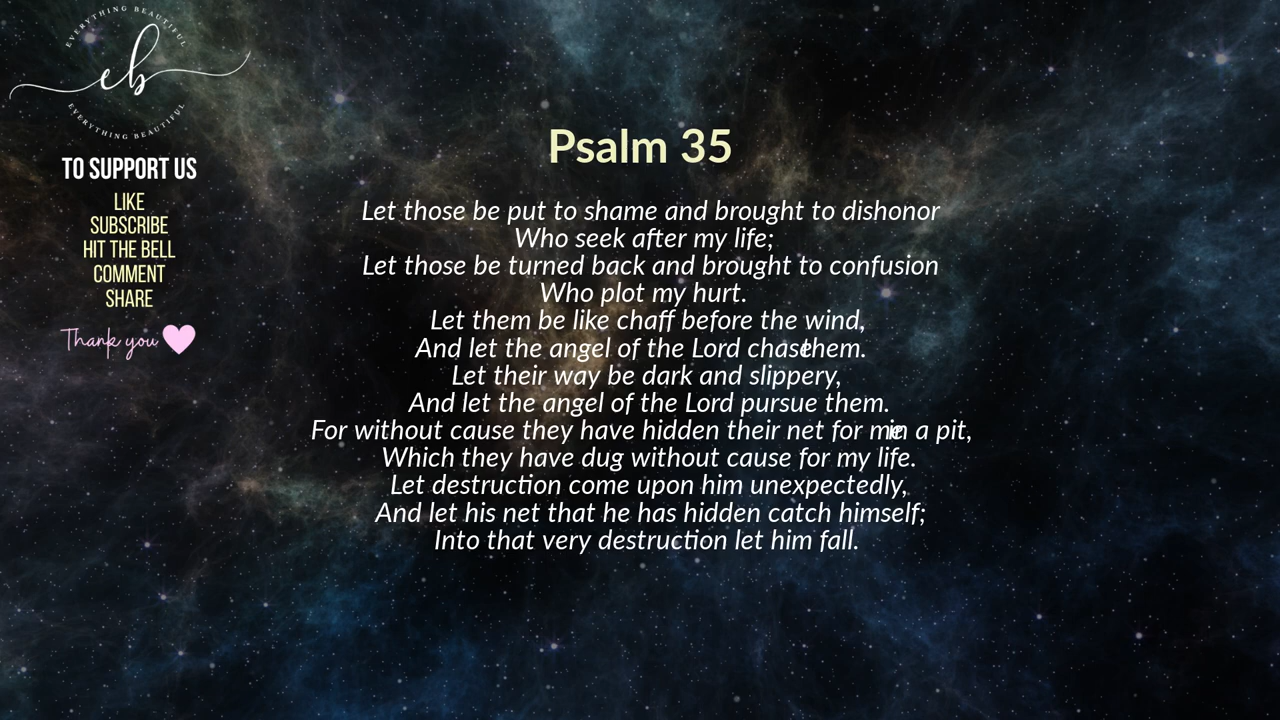 EVERYTHING BEAUTIFUL
eb
EVERYTHING BEAUTIFUL
TO SUPPORT US
LIKE
SUBSCRIBE
HIT THE BELL
COMMENT
SHARE
Thank you
Psalm 35
Let those be put to shame and brought to dishonor
Who seek after my life;
Let those be turned back and brought to confusion
Who plot my hurt.
Let them be like chaff before the wind,
And let the angel of the Lord chase them.
Let their way be dark and slippery,
And let the angel of the Lord pursue them.
For without cause they have hidden their net for me in a pit,
Which they have dug without cause for my life.
Let destruction come upon him unexpectedly,
And let his net that he has hidden catch himself;
Into that very destruction let him fall.